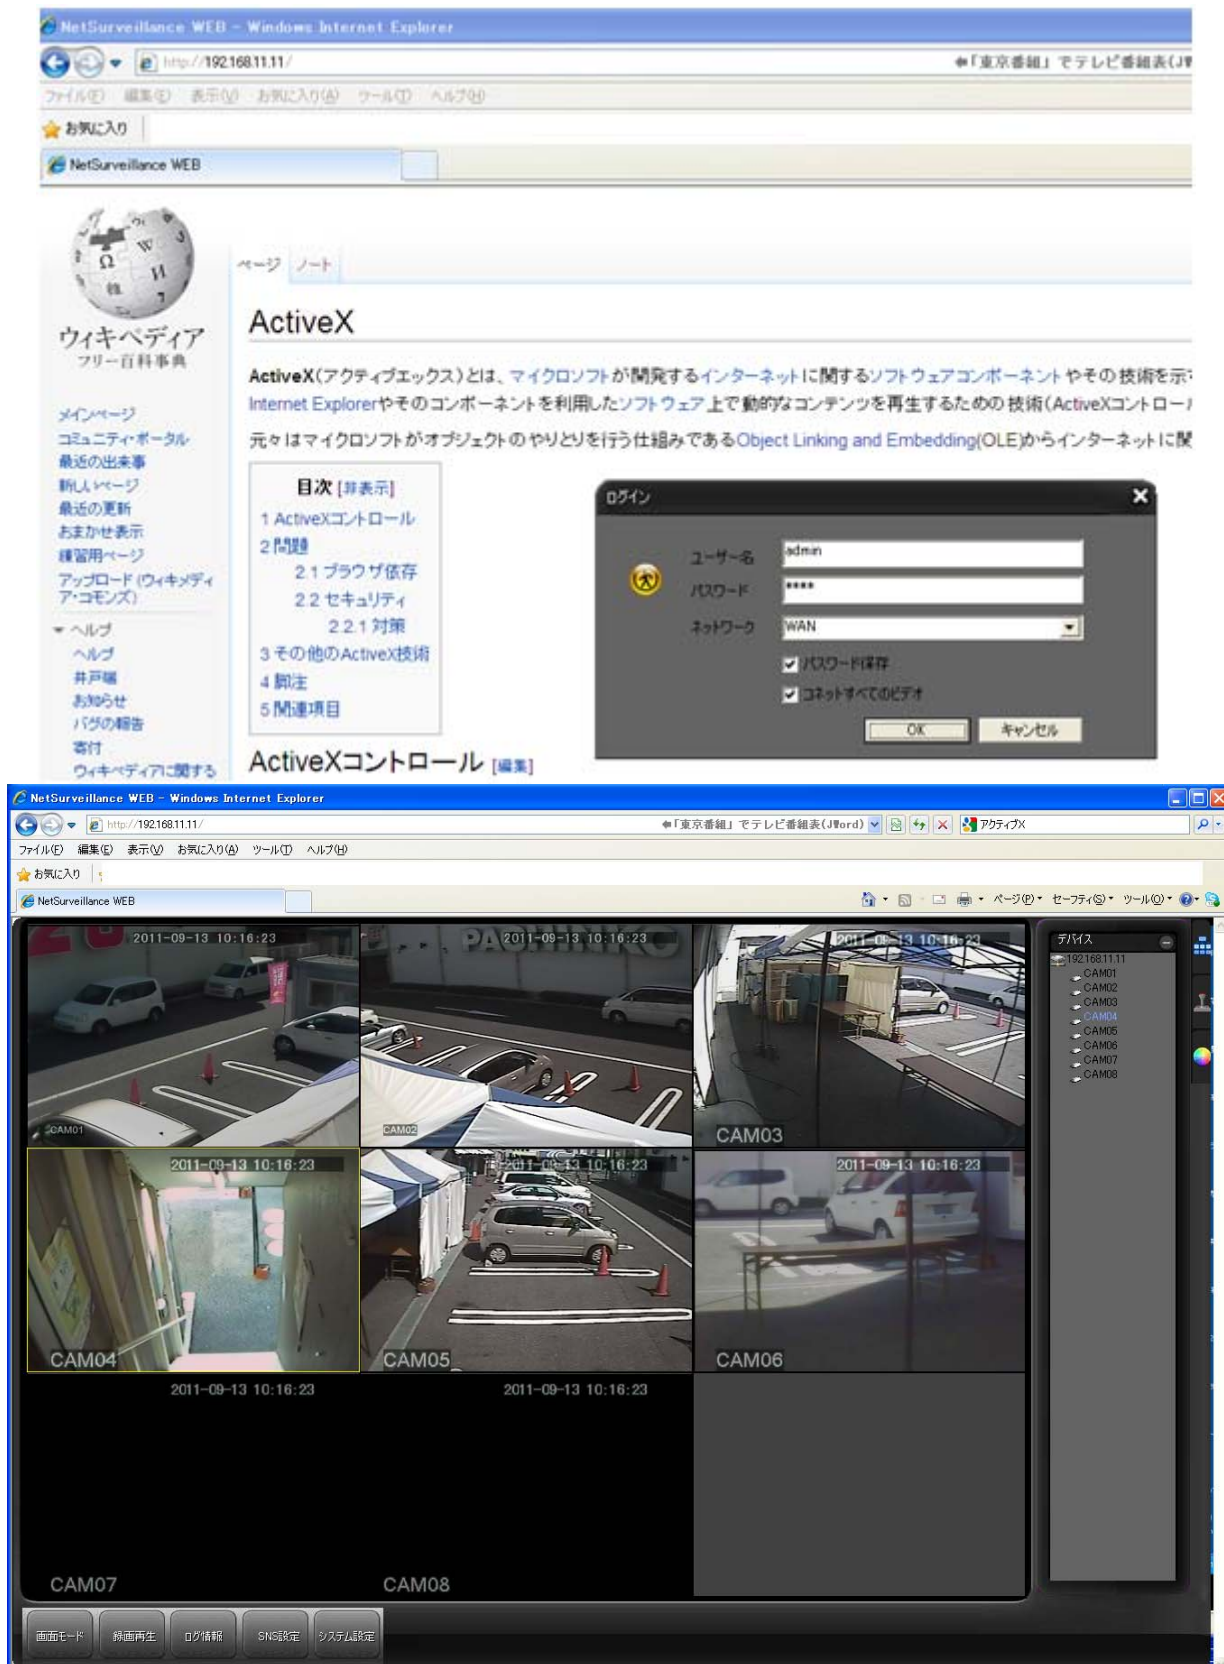 NetSurveillance WEB - Windows Internet Explorer
http://192.168.11.11/
「東京番組」でテレビ番組表(JW
ファイル(F) 編集(E) 表示(V) お気に入り(A) ツール(T) ヘルプ(H)
お気に入り
NetSurveillance WEB
ウィキペディア
フリー百科事典
メインページ
コミュニティ・ポータル
最近の出来事
新しいページ
最近の更新
おまかせ表示
練習用ページ
アップロード (ウィキメディ
ア・コモンズ)
ヘルプ
ヘルプ
井戸端
お知らせ
バグの報告
寄付
ウィキペディアに関する
ページ ノート
ActiveX
ActiveX(アクティブエックス)とは、マイクロソフトが開発するインターネットに関するソフトウェアコンポーネントやその技術を示
Internet Explorerやそのコンポーネントを利用したソフトウェア上で動的なコンテンツを再生するための技術(ActiveXコントロー
元々はマイクロソフトがオブジェクトのやりとりを行う仕組みであるObject Linking and Embedding(OLE)からインターネットに関
目次 [非表示]
1 ActiveXコントロール
2 問題
2.1 ブラウザ依存
2.2 セキュリティ
2.2.1 対策
3 その他のActiveX技術
4 脚注
5 関連項目
ActiveXコントロール [編集]
ログイン
ユーザー名 admin
パスワード ****
ネットワーク WAN
パスワード保存
コネットすべてのビデオ
OK キャンセル
NetSurveillance WEB - Windows Internet Explorer
http://192.168.11.11/
「東京番組」でテレビ番組表(JWord) アクティブX
ファイル(F) 編集(E) 表示(V) お気に入り(A) ツール(T) ヘルプ(H)
お気に入り
NetSurveillance WEB
ページ(P) セーフティ(S) ツール(O)
2011-09-13 10:16:23
CAM01
2011-09-13 10:16:23
CAM02
2011-09-13 10:16:23
CAM03
2011-09-13 10:16:23
CAM04
2011-09-13 10:16:23
CAM05
2011-09-13 10:16:23
CAM06
2011-09-13 10:16:23
CAM07
2011-09-13 10:16:23
CAM08
デバイス
192.168.11.11
CAM01
CAM02
CAM03
CAM04
CAM05
CAM06
CAM07
CAM08
画面モード 録画再生 ログ情報 SNS設定 システム設定